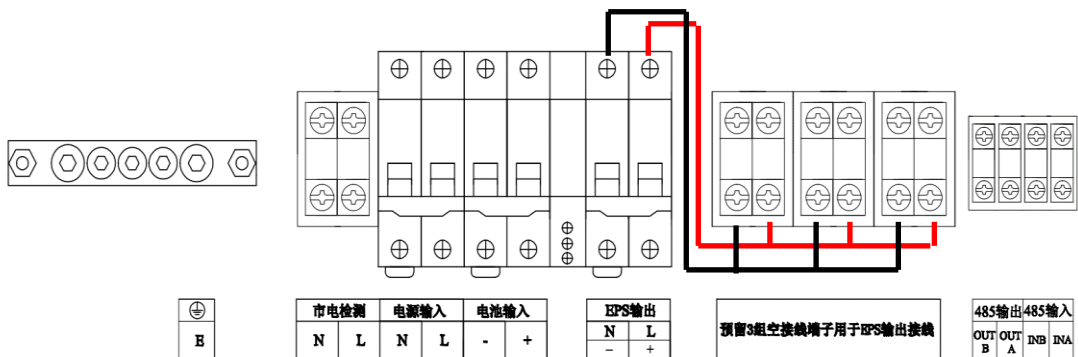 E
市电检测
N L
电源输入
N L
电池输入
- +
EPS输出
N L
- +
预留3组空接线端子用于EPS输出接线
485输出
OUT B
OUT A
485输入
INB INA